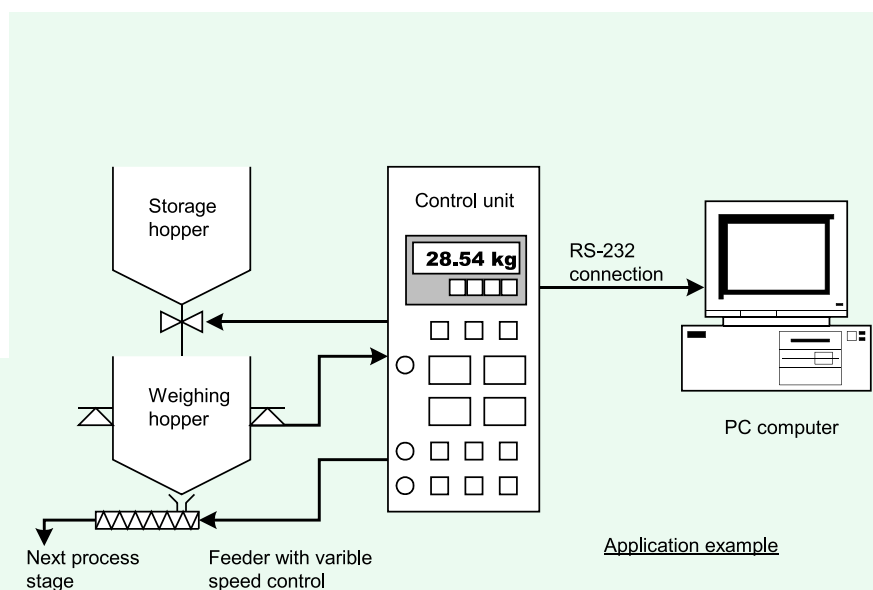 Storage
hopper
Control unit
28.54 kg
RS-232
connection
Weighing
hopper
PC computer
Application example
Next process
stage
Feeder with varible
speed control